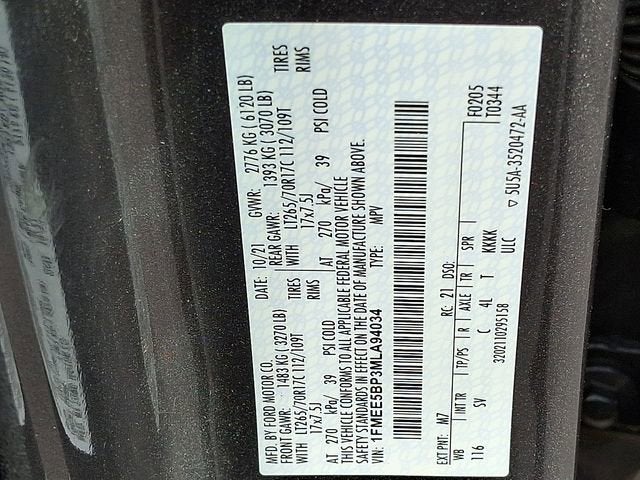 MFD. BY FORD MOTOR CO.
DATE: 10/21 GVWR: 2776 KG ( 6120 LB)
FRONT GAWR: 1483 KG ( 3270 LB) REAR GAWR: 1393 KG ( 3070 LB)
LT265/70R17C 112/109T TIRES WITH LT265/70R17C 112/109T TIRES
17x7.5J RIMS 17x7.5J RIMS
AT 270 kPa/ 39 PSI COLD AT 270 kPa/ 39 PSI COLD
THIS VEHICLE CONFORMS TO ALL APPLICABLE FEDERAL MOTOR VEHICLE
SAFETY STANDARDS IN EFFECT ON THE DATE OF MANUFACTURE SHOWN ABOVE.
VIN: 1FMEE5BP3MLA94034 TYPE: MPV
EXT PNT: M7 RC: 21 DSO: F0205
WB INT TR TP/PS R AXLE TR SPR T0344
116 SV C 4L T KKKK
ULC
3202110295158 ▽ 5U5A-3520472-AA